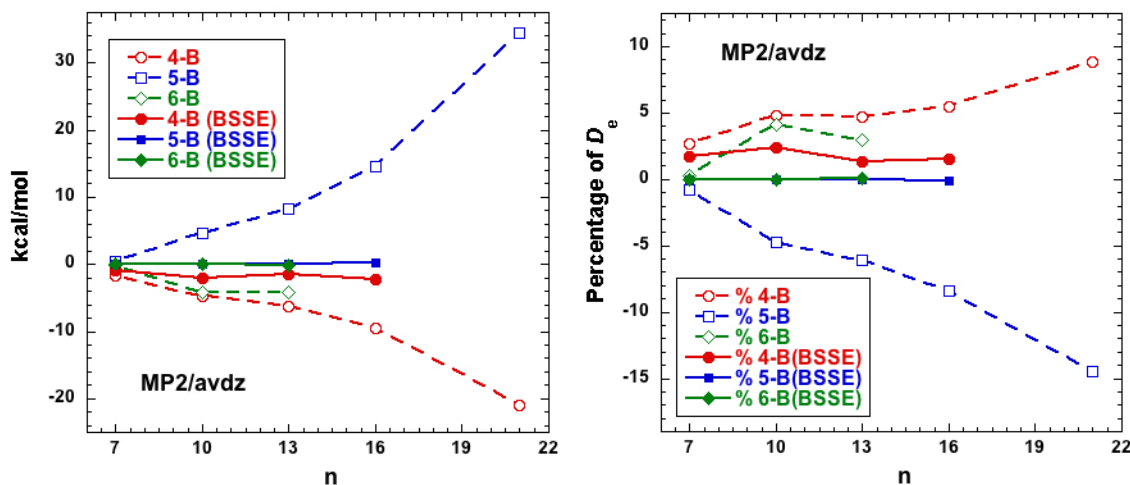 30
20
10
0
-10
-20
kcal/mol
4-B
5-B
6-B
4-B (BSSE)
5-B (BSSE)
6-B (BSSE)
MP2/avdz
7 10 13 16 19 22
n
10
5
0
-5
-10
-15
Percentage of De
MP2/avdz
% 4-B
% 5-B
% 6-B
% 4-B(BSSE)
% 5-B(BSSE)
% 6-B(BSSE)
7 10 13 16 19 22
n